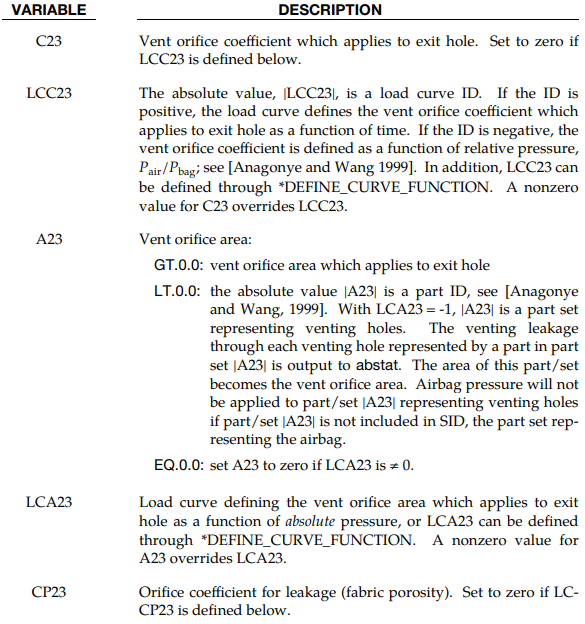 VARIABLE DESCRIPTION
C23 Vent orifice coefficient which applies to exit hole. Set to zero if
LCC23 is defined below.
LCC23 The absolute value, |LCC23|, is a load curve ID. If the ID is
positive, the load curve defines the vent orifice coefficient which
applies to exit hole as a function of time. If the ID is negative, the
vent orifice coefficient is defined as a function of relative pressure,
Pair/Pbag; see [Anagonye and Wang 1999]. In addition, LCC23 can
be defined through *DEFINE_CURVE_FUNCTION. A nonzero
value for C23 overrides LCC23.
A23 Vent orifice area:
GT.0.0: vent orifice area which applies to exit hole
LT.0.0: the absolute value |A23| is a part ID, see [Anagonye
and Wang, 1999]. With LCA23 = -1, |A23| is a part set
representing venting holes. The venting leakage
through each venting hole represented by a part in part
set |A23| is output to abstat. The area of this part/set
becomes the vent orifice area. Airbag pressure will not
be applied to part/set |A23| representing venting holes
if part/set |A23| is not included in SID, the part set rep-
resenting the airbag.
EQ.0.0: set A23 to zero if LCA23 is ≠ 0.
LCA23 Load curve defining the vent orifice area which applies to exit
hole as a function of absolute pressure, or LCA23 can be defined
through *DEFINE_CURVE_FUNCTION. A nonzero value for
A23 overrides LCA23.
CP23 Orifice coefficient for leakage (fabric porosity). Set to zero if LC-
CP23 is defined below.